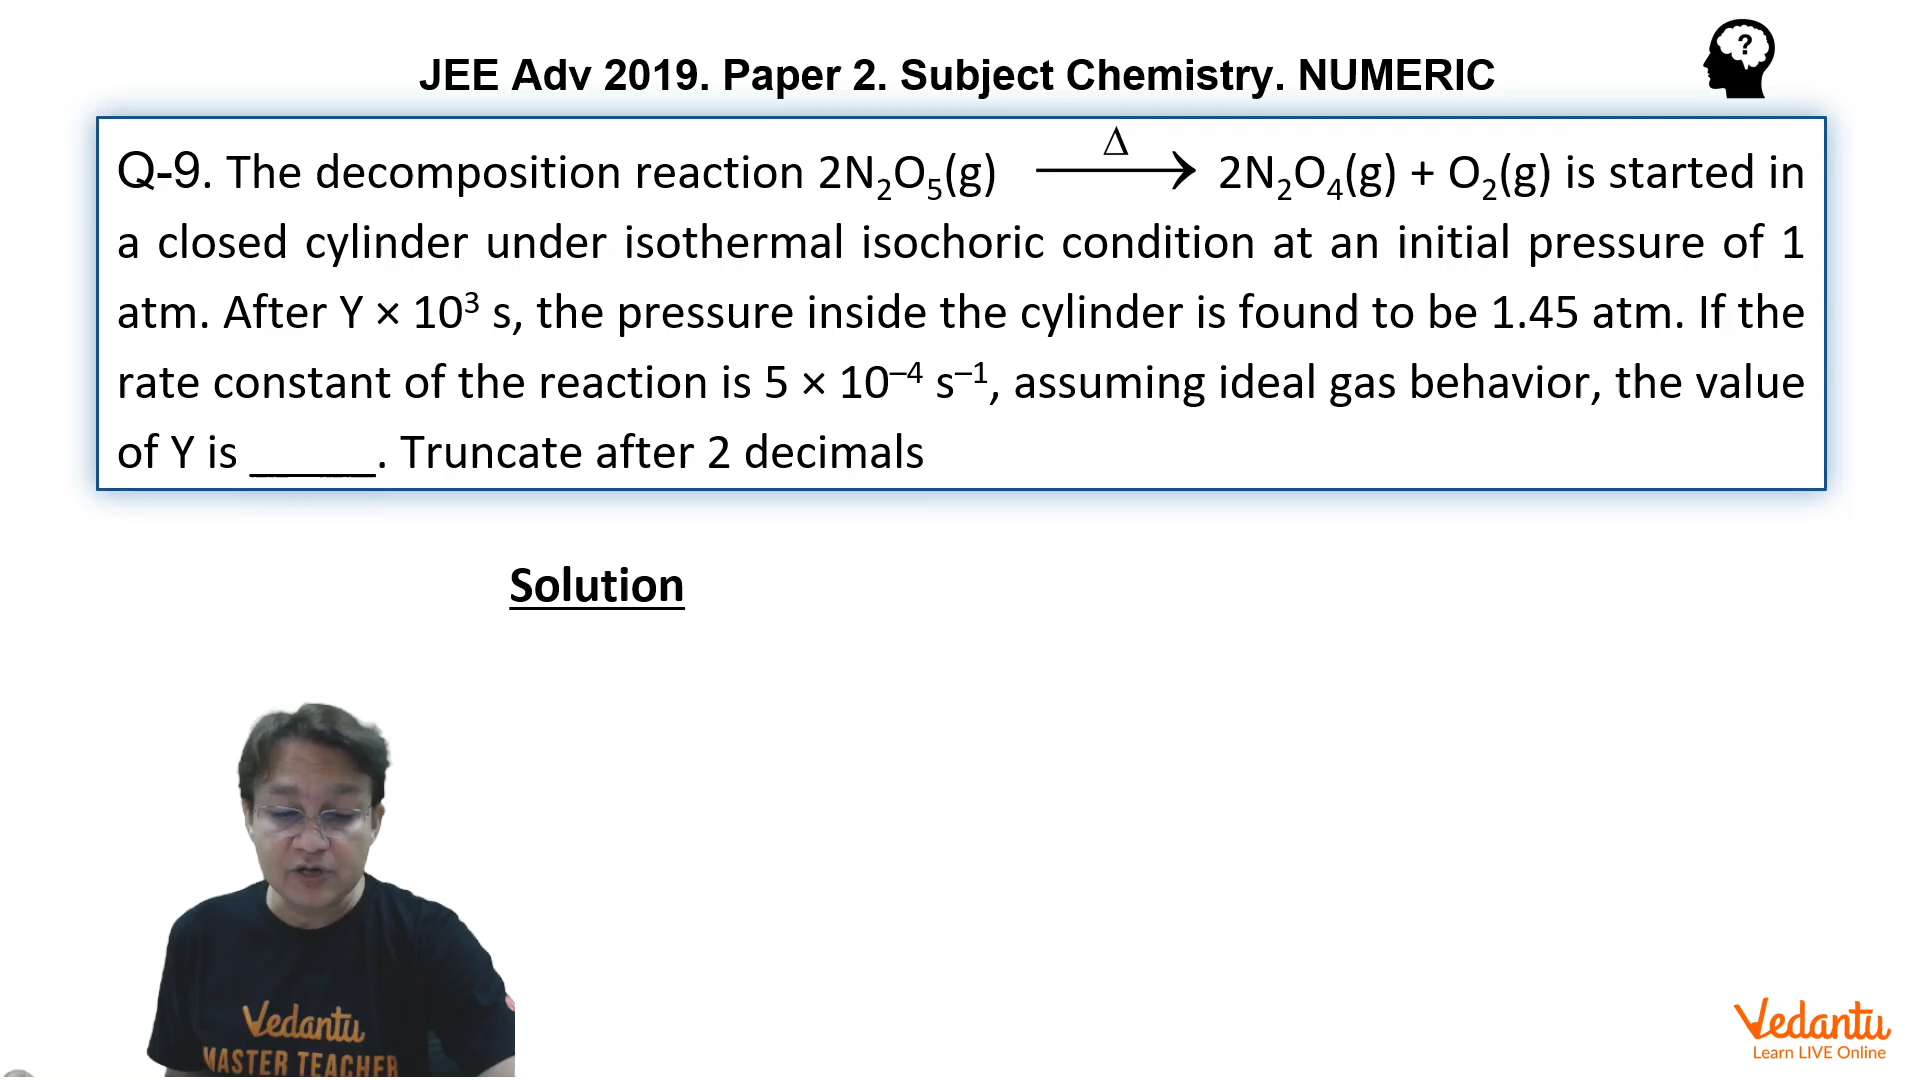 JEE Adv 2019. Paper 2. Subject Chemistry. NUMERIC
?
Q-9. The decomposition reaction 2N₂O₅(g) —Δ→ 2N₂O₄(g) + O₂(g) is started in
a closed cylinder under isothermal isochoric condition at an initial pressure of 1
atm. After Y × 10³ s, the pressure inside the cylinder is found to be 1.45 atm. If the
rate constant of the reaction is 5 × 10⁻⁴ s⁻¹, assuming ideal gas behavior, the value
of Y is _____. Truncate after 2 decimals
Solution
Vedantu
MASTER TEACHER
Vedantu
Learn LIVE Online